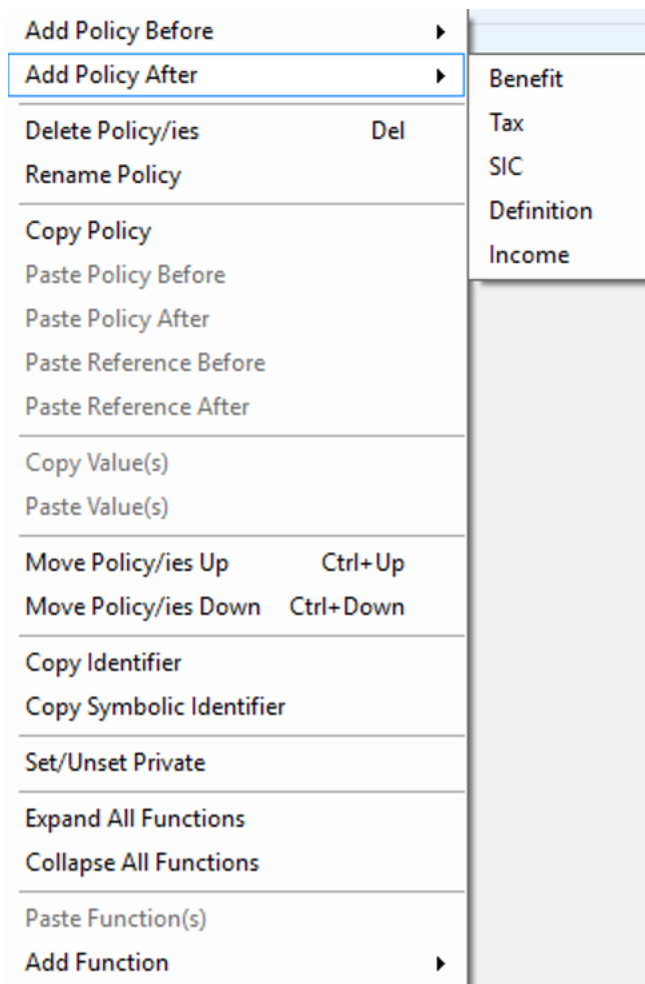 Add Policy Before
Add Policy After
Benefit
Tax
SIC
Definition
Income
Delete Policy/ies Del
Rename Policy
Copy Policy
Paste Policy Before
Paste Policy After
Paste Reference Before
Paste Reference After
Copy Value(s)
Paste Value(s)
Move Policy/ies Up Ctrl+Up
Move Policy/ies Down Ctrl+Down
Copy Identifier
Copy Symbolic Identifier
Set/Unset Private
Expand All Functions
Collapse All Functions
Paste Function(s)
Add Function